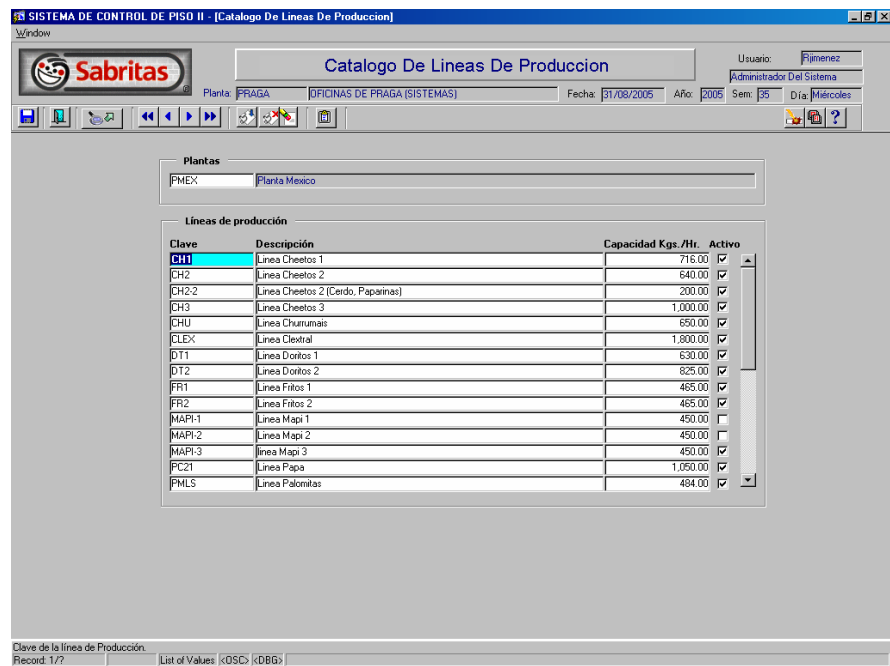 SISTEMA DE CONTROL DE PISO II - [Catalogo De Lineas De Produccion]
Window
Sabritas
Catalogo De Lineas De Produccion
Usuario: Rjimenez
Administrador Del Sistema
Planta: PRAGA OFICINAS DE PRAGA (SISTEMAS) Fecha: 31/08/2005 Año: 2005 Sem: 35 Día: Miércoles
Plantas
PMEX Planta Mexico
Líneas de producción
Clave Descripción Capacidad Kgs./Hr. Activo
CH1 Linea Cheetos 1 716.00
CH2 Linea Cheetos 2 640.00
CH2-2 Linea Cheetos 2 (Cerdo, Paparinas) 200.00
CH3 Linea Cheetos 3 1,000.00
CHU Linea Churrumais 650.00
CLEX Linea Clextral 1,800.00
DT1 Linea Doritos 1 630.00
DT2 Linea Doritos 2 825.00
FR1 Linea Fritos 1 465.00
FR2 Linea Fritos 2 465.00
MAPI-1 Linea Mapi 1 450.00
MAPI-2 Linea Mapi 2 450.00
MAPI-3 linea Mapi 3 450.00
PC21 Linea Papa 1,050.00
PMLS Linea Palomitas 484.00
Clave de la línea de Producción.
Record: 1/? List of Values <OSC> <DBG>